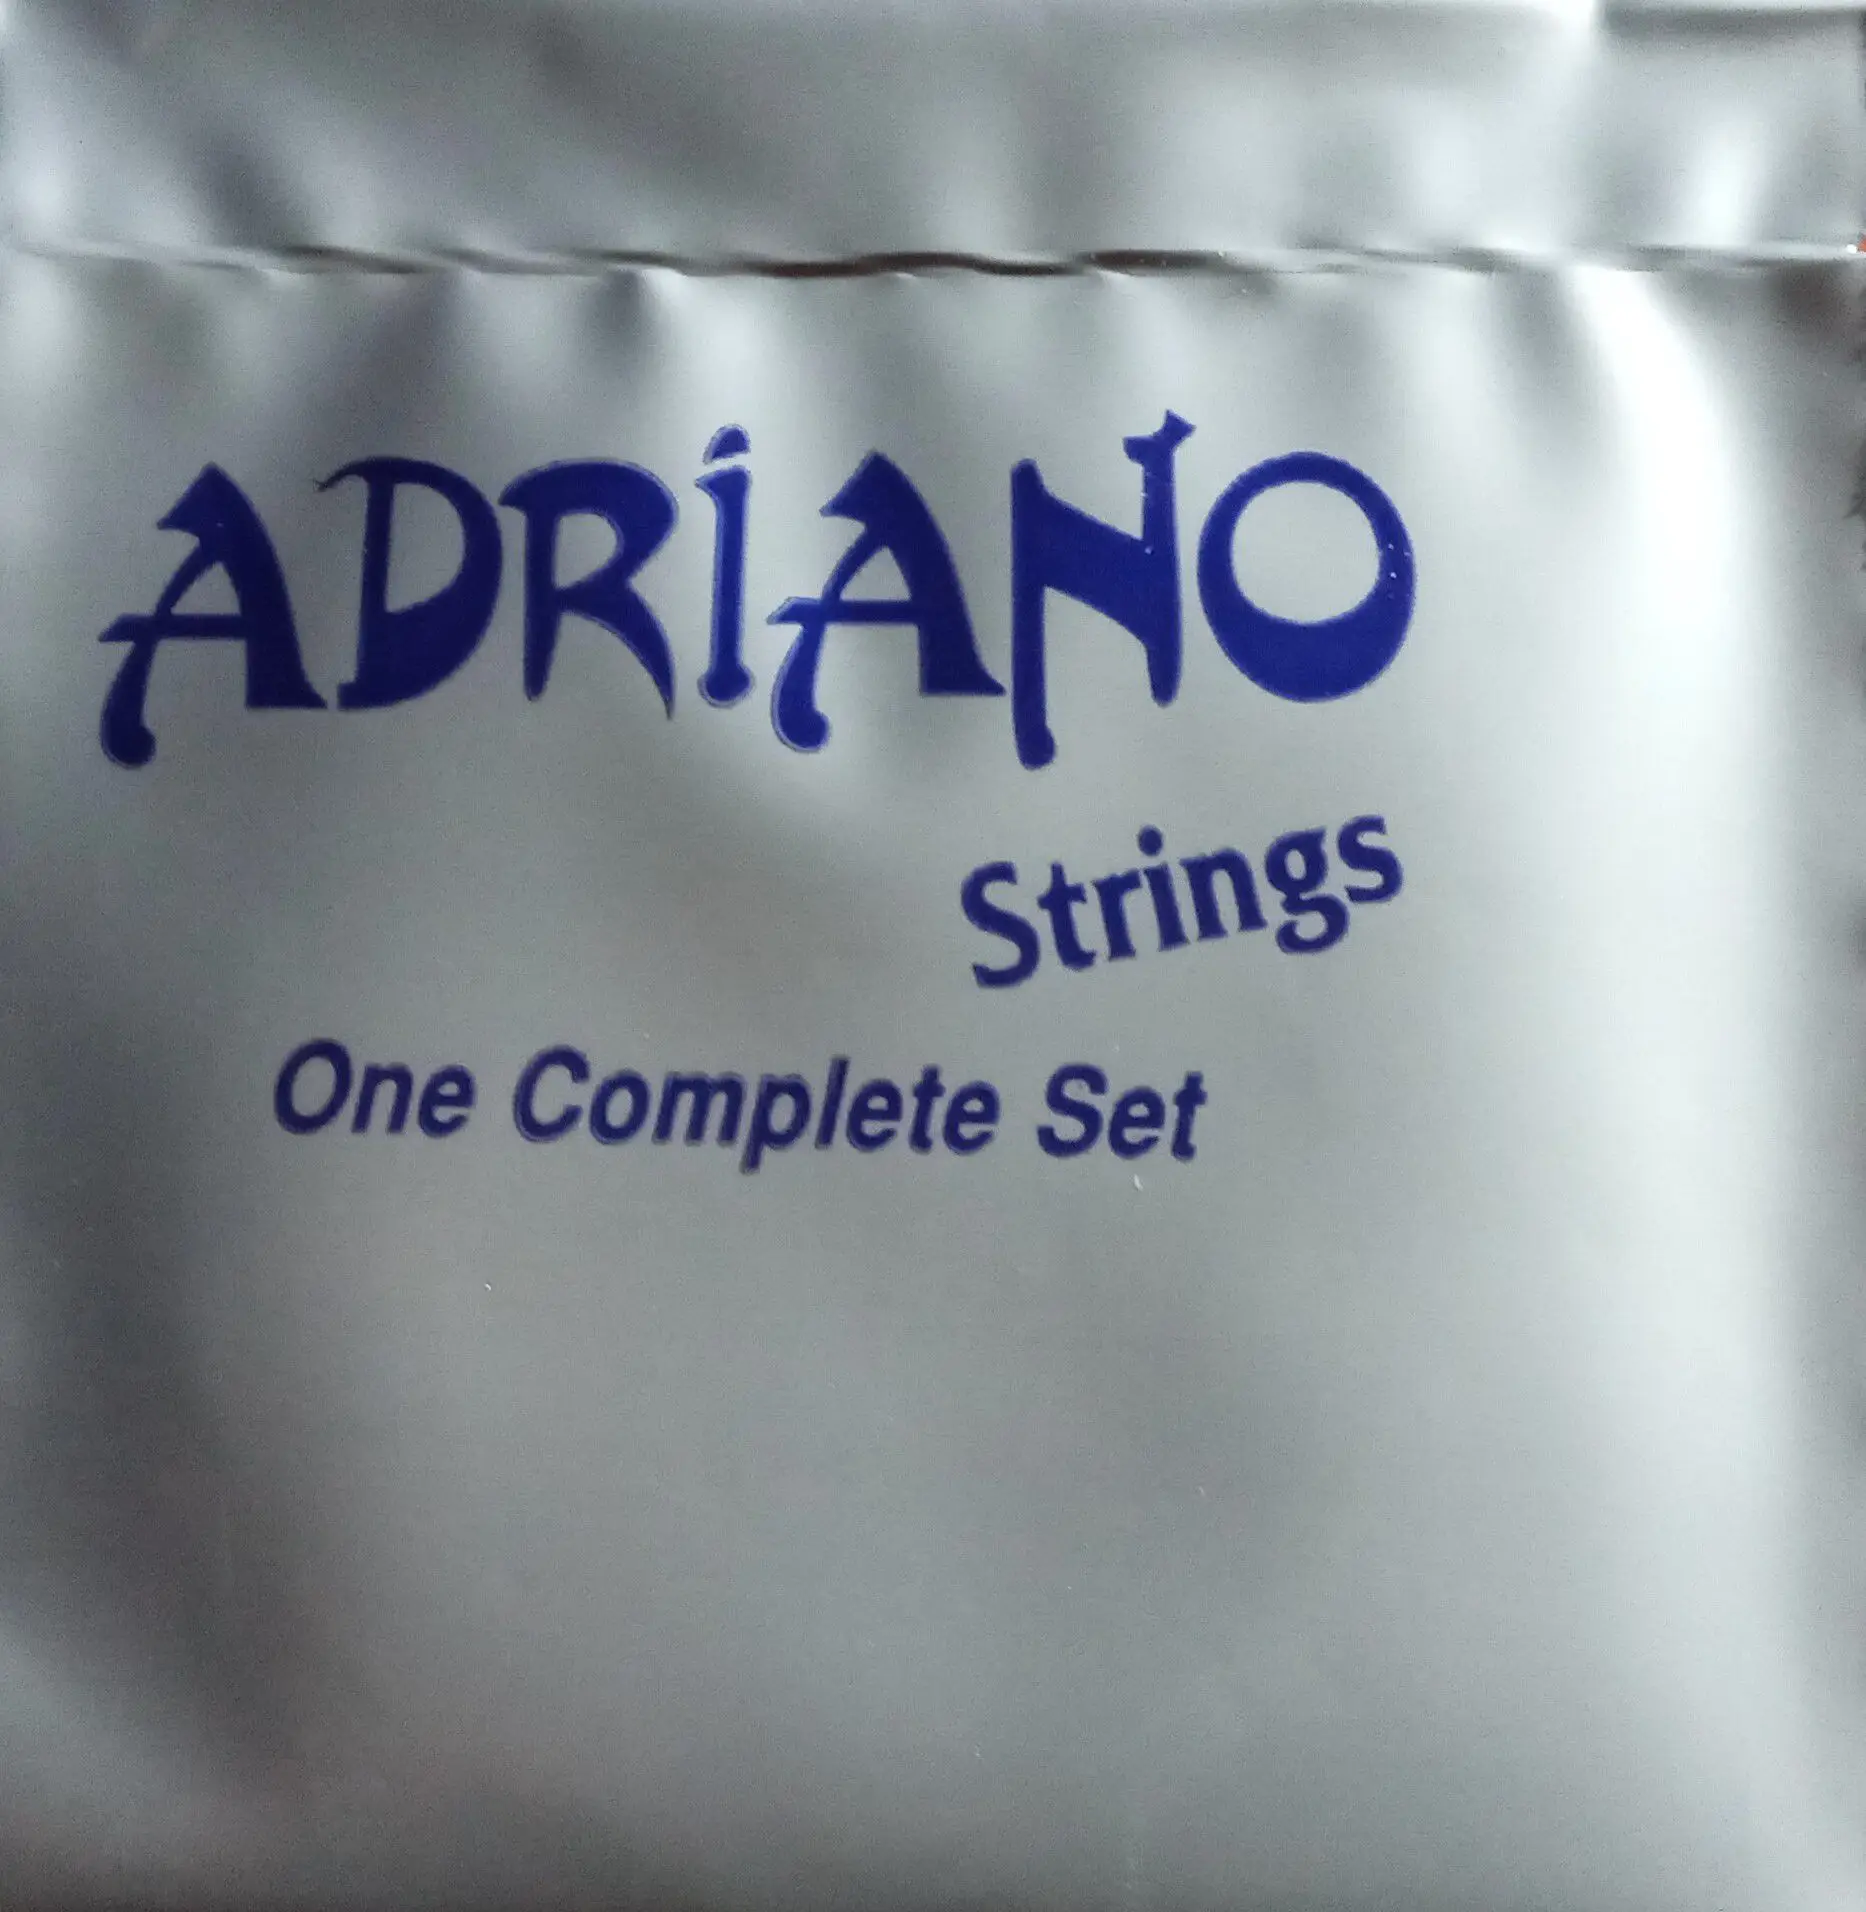 ADRiANO
Strings
One Complete Set